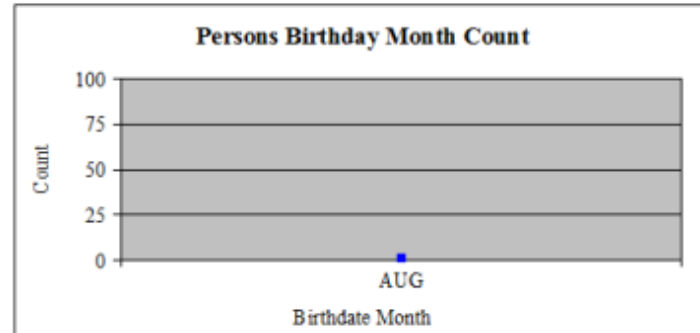 Persons Birthday Month Count
100
75
50
25
0
Count
AUG
Birthdate Month